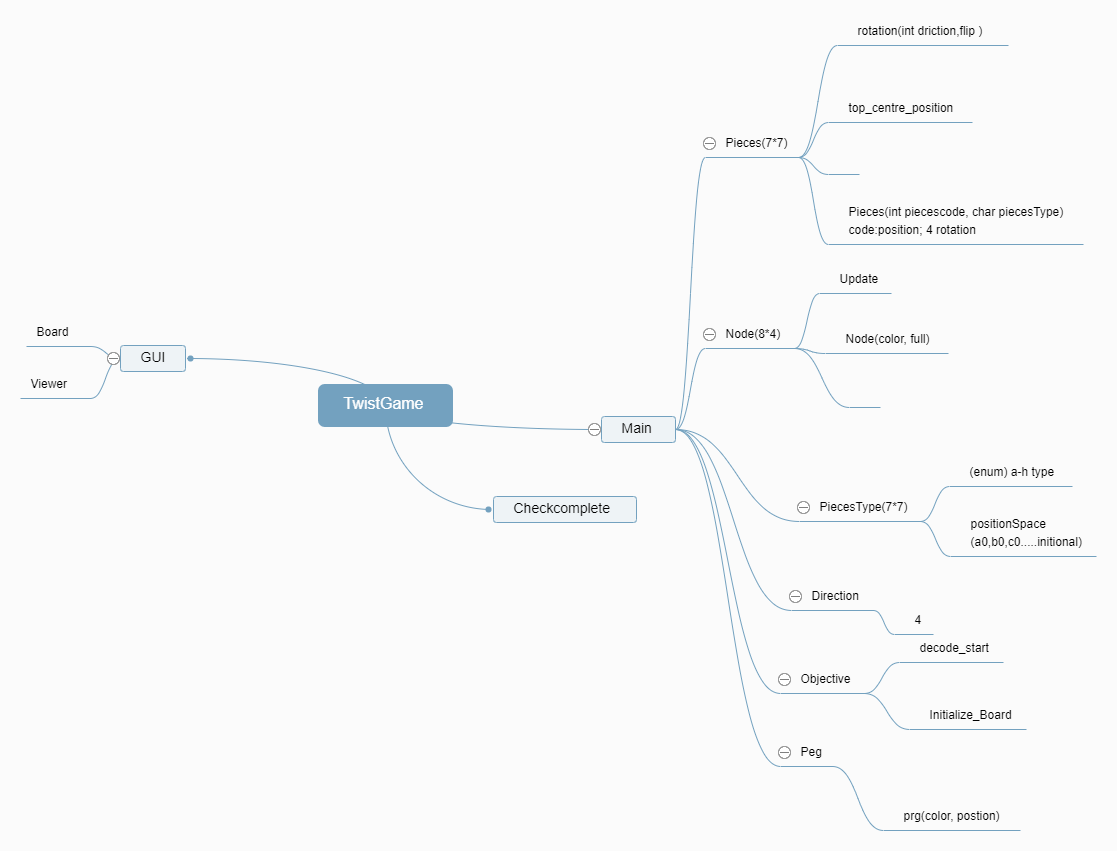 rotation(int driction,flip )
top_centre_position
Pieces(7*7)
Pieces(int piecescode, char piecesType)
code:position; 4 rotation
Update
Node(8*4)
Node(color, full)
Board
GUI
Viewer
TwistGame
Main
Checkcomplete
(enum) a-h type
PiecesType(7*7)
positionSpace
(a0,b0,c0.....initional)
Direction
4
decode_start
Objective
Initialize_Board
Peg
prg(color, postion)